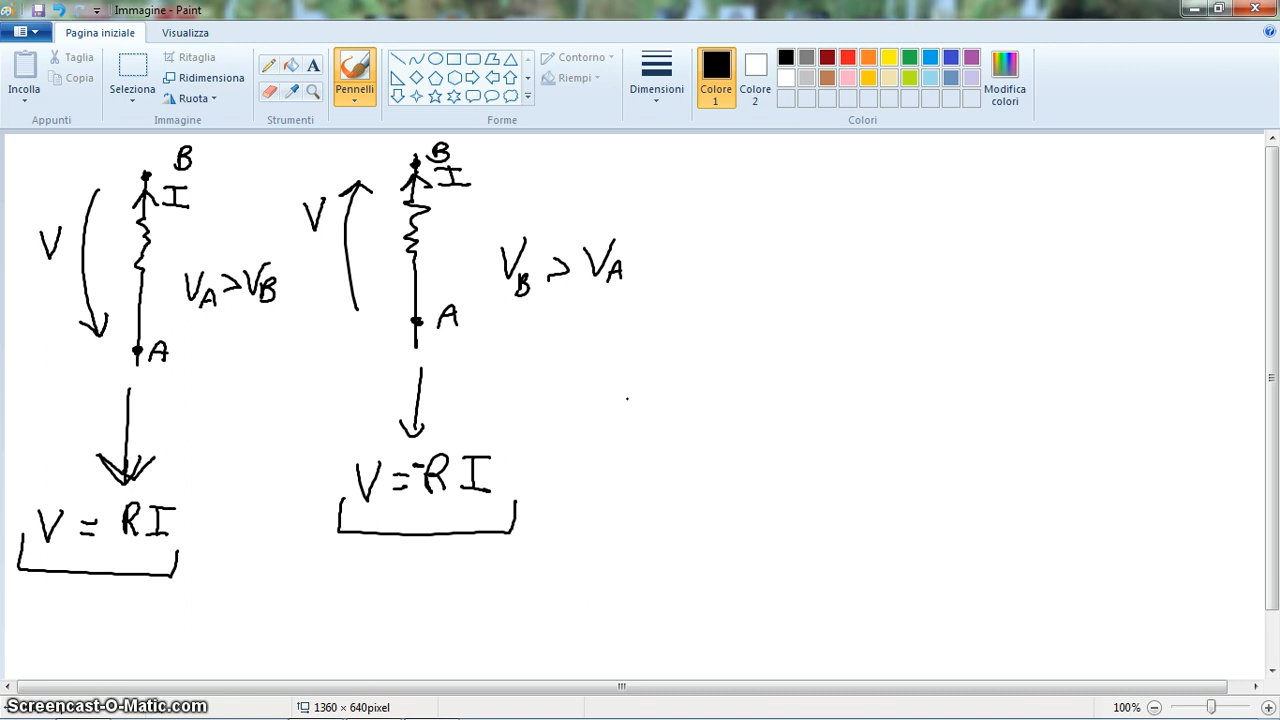 Immagine - Paint
Pagina iniziale
Visualizza
Incolla
Taglia
Copia
Appunti
Seleziona
Ritaglia
Ridimensiona
Ruota
Immagine
Strumenti
Pennelli
Contorno
Riempi
Forme
Dimensioni
Colore 1
Colore 2
Modifica colori
Colori
B
I
V
VA > VB
A
V = RI
B
I
V
VB > VA
A
V = -RI
Screencast-O-Matic.com
1360 × 640pixel
100%